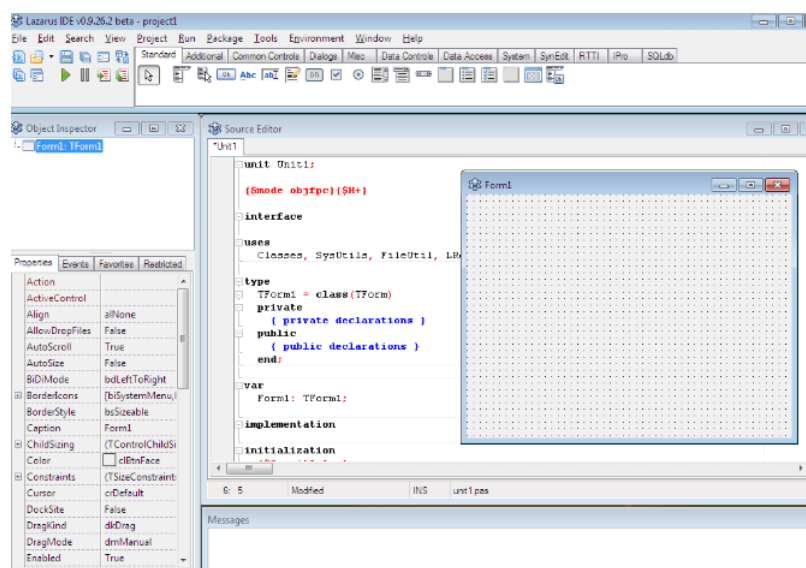 Lazarus IDE v0.9.26.2 beta - project1
File Edit Search View Project Run Package Tools Environment Window Help
Standard Additional Common Controls Dialogs Misc Data Controls Data Access System SynEdit RTTI IPro SQLdb
Ok Abc abI ON
Object Inspector
Form1: TForm1
Properties Events Favorites Restricted
Action
ActiveControl
Align alNone
AllowDropFiles False
AutoScroll True
AutoSize False
BiDiMode bdLeftToRight
BorderIcons [biSystemMenu,
BorderStyle bsSizeable
Caption Form1
ChildSizing (TControlChildSi
Color clBtnFace
Constraints (TSizeConstraint
Cursor crDefault
DockSite False
DragKind dkDrag
DragMode dmManual
Enabled True
Source Editor
*Unit1
unit Unit1;
{$mode objfpc}{$H+}
interface
uses
Classes, SysUtils, FileUtil, LRe
type
TForm1 = class(TForm)
private
{ private declarations }
public
{ public declarations }
end;
var
Form1: TForm1;
implementation
initialization
6: 5 Modified INS unit1.pas
Form1
Messages